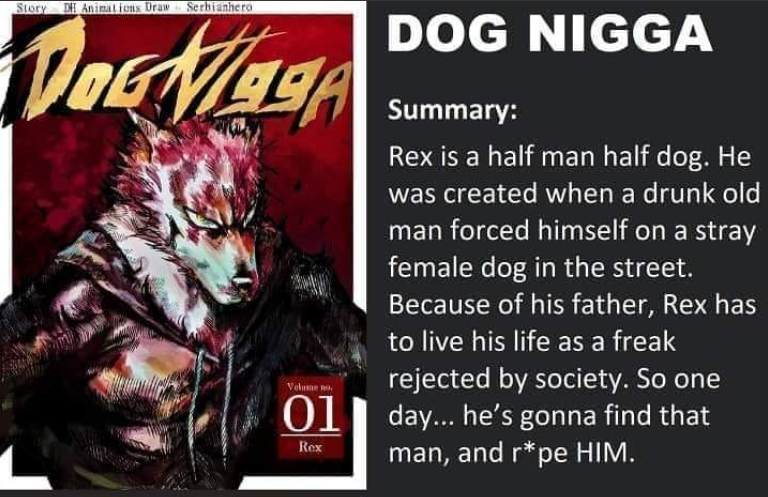 Story - DH Animations Draw - Serbianhero
Dog Nigga
Volume no.
01
Rex
DOG NIGGA
Summary:
Rex is a half man half dog. He
was created when a drunk old
man forced himself on a stray
female dog in the street.
Because of his father, Rex has
to live his life as a freak
rejected by society. So one
day... he's gonna find that
man, and r*pe HIM.